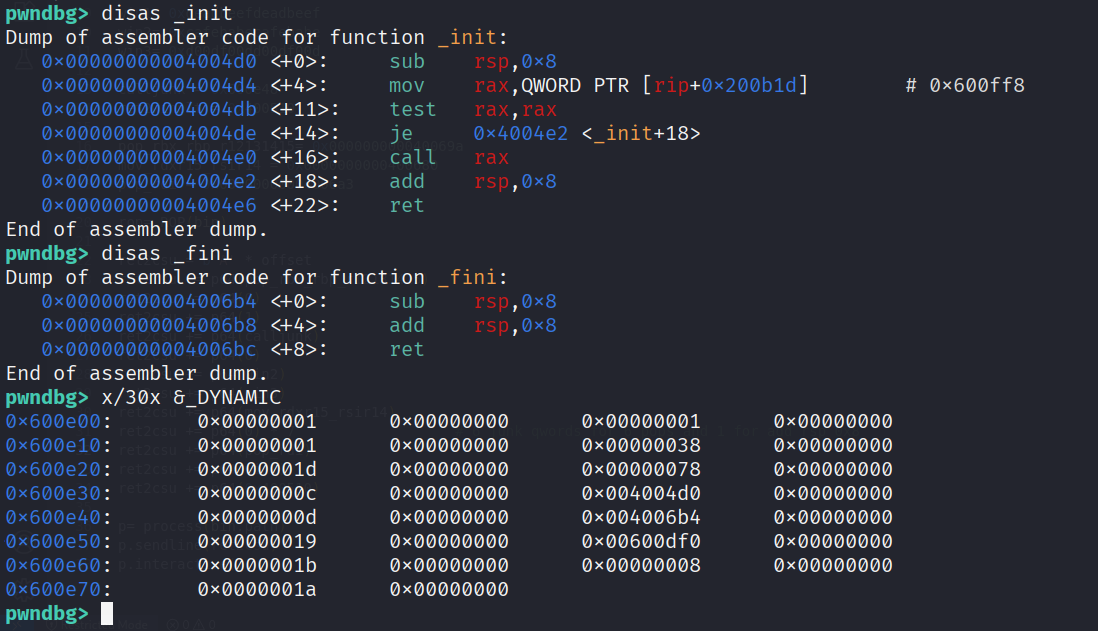 pwndbg> disas _init
Dump of assembler code for function _init:
   0x00000000004004d0 <+0>:     sub    rsp,0x8
   0x00000000004004d4 <+4>:     mov    rax,QWORD PTR [rip+0x200b1d]        # 0x600ff8
   0x00000000004004db <+11>:    test   rax,rax
   0x00000000004004de <+14>:    je     0x4004e2 <_init+18>
   0x00000000004004e0 <+16>:    call   rax
   0x00000000004004e2 <+18>:    add    rsp,0x8
   0x00000000004004e6 <+22>:    ret
End of assembler dump.
pwndbg> disas _fini
Dump of assembler code for function _fini:
   0x00000000004006b4 <+0>:     sub    rsp,0x8
   0x00000000004006b8 <+4>:     add    rsp,0x8
   0x00000000004006bc <+8>:     ret
End of assembler dump.
pwndbg> x/30x &_DYNAMIC
0x600e00:       0x00000001      0x00000000      0x00000001      0x00000000
0x600e10:       0x00000001      0x00000000      0x00000038      0x00000000
0x600e20:       0x0000001d      0x00000000      0x00000078      0x00000000
0x600e30:       0x0000000c      0x00000000      0x004004d0      0x00000000
0x600e40:       0x0000000d      0x00000000      0x004006b4      0x00000000
0x600e50:       0x00000019      0x00000000      0x00600df0      0x00000000
0x600e60:       0x0000001b      0x00000000      0x00000008      0x00000000
0x600e70:       0x0000001a      0x00000000
pwndbg>